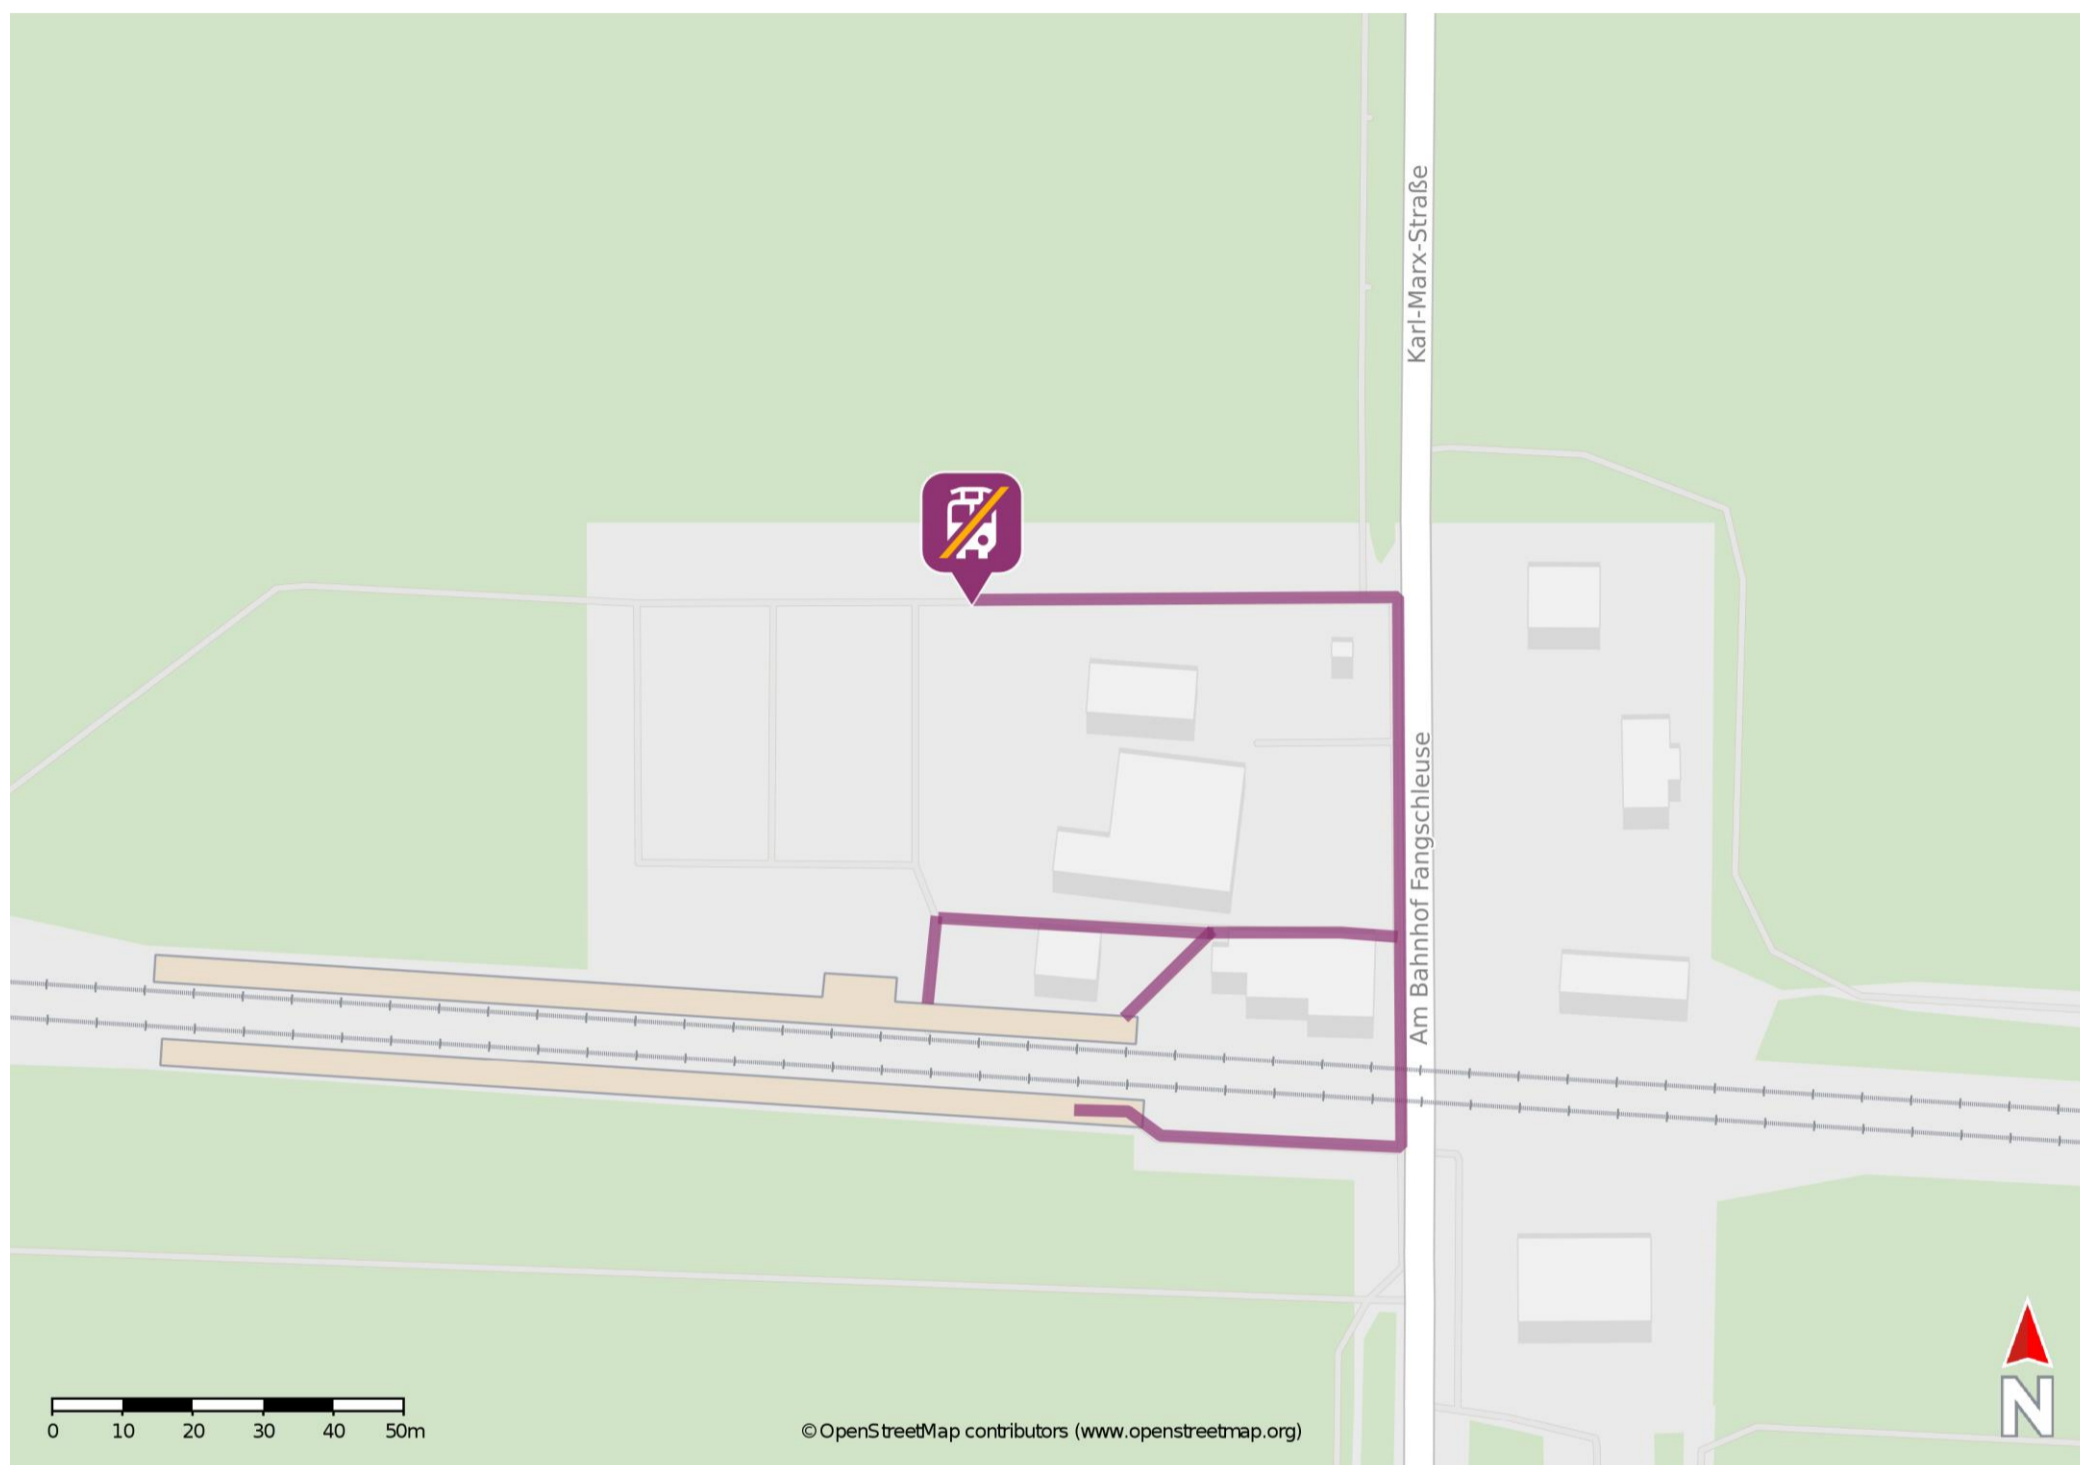 Karl-Marx-Straße
Am Bahnhof Fangschleuse
0 10 20 30 40 50m
© OpenStreetMap contributors (www.openstreetmap.org)
N